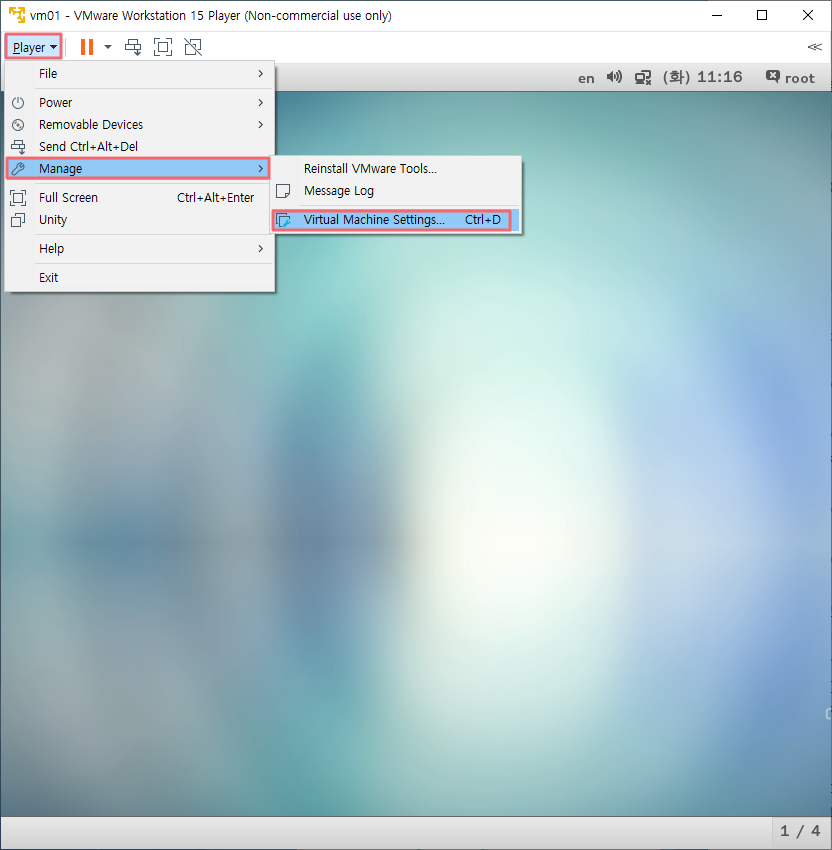 vm01 - VMware Workstation 15 Player (Non-commercial use only)
Player
en (화) 11:16 root
File
Power
Removable Devices
Send Ctrl+Alt+Del
Manage
Reinstall VMware Tools...
Message Log
Virtual Machine Settings... Ctrl+D
Full Screen Ctrl+Alt+Enter
Unity
Help
Exit
1 / 4